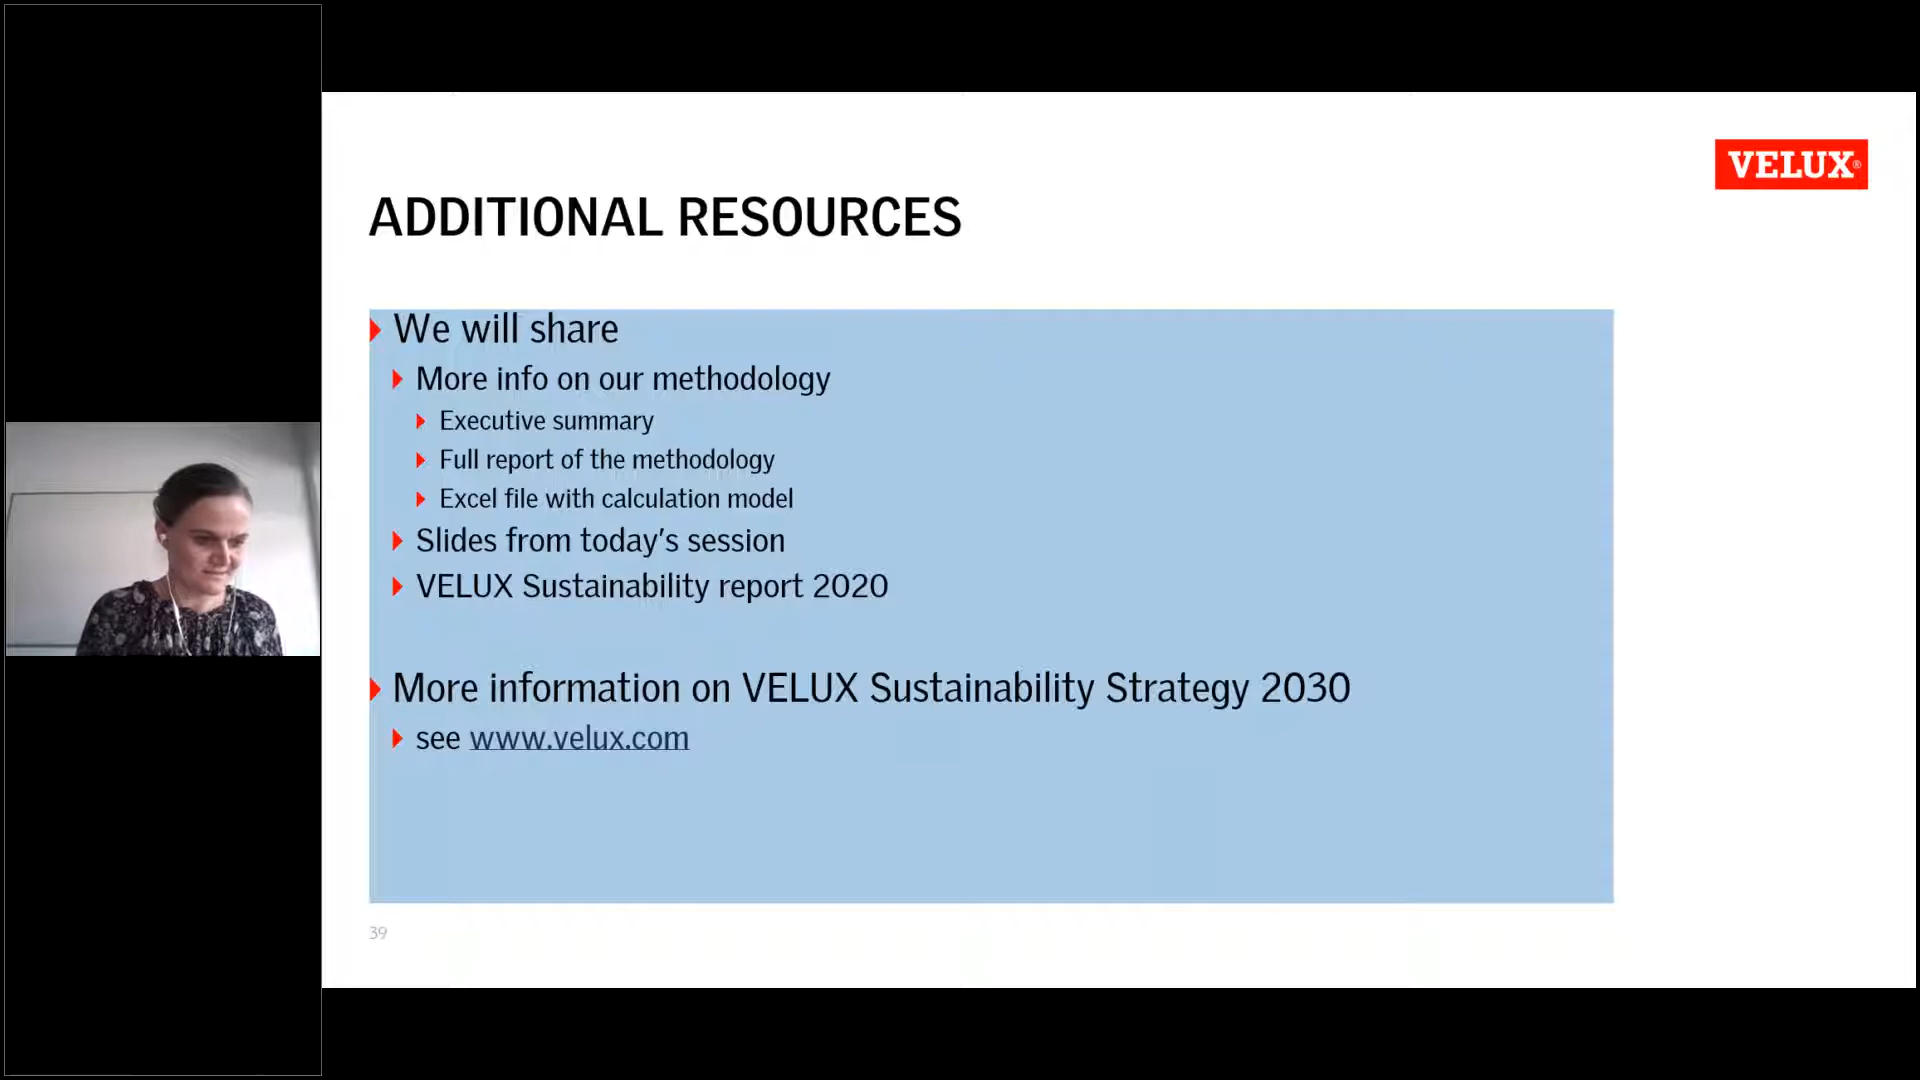 VELUX®
ADDITIONAL RESOURCES
We will share
More info on our methodology
Executive summary
Full report of the methodology
Excel file with calculation model
Slides from today's session
VELUX Sustainability report 2020
More information on VELUX Sustainability Strategy 2030
see www.velux.com
39